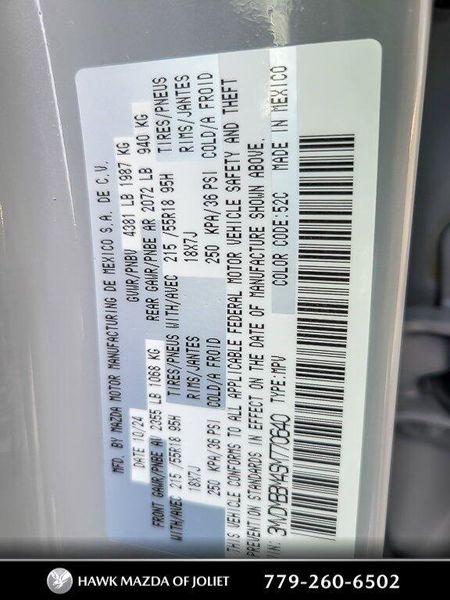 MFD. BY MAZDA MOTOR MANUFACTURING DE MEXICO S.A. DE C.V.
DATE 10/24 GVWR/PNBV 4381 LB 1987 KG
FRONT GAWR/PNBE AV 2355 LB 1068 KG REAR GAWR/PNBE AR 2072 LB 940 KG
WITH/AVEC 215 /55R18 95H TIRES/PNEUS WITH/AVEC 215 /55R18 95H TIRES/PNEUS
18X7J RIMS/JANTES 18X7J RIMS/JANTES
250 KPA/36 PSI COLD/A FROID 250 KPA/36 PSI COLD/A FROID
THIS VEHICLE CONFORMS TO ALL APPLICABLE FEDERAL MOTOR VEHICLE SAFETY AND THEFT
PREVENTION STANDARDS IN EFFECT ON THE DATE OF MANUFACTURE SHOWN ABOVE.
TYPE:MPV COLOR CODE:52C MADE IN MEXICO
HAWK MAZDA OF JOLIET
779-260-6502